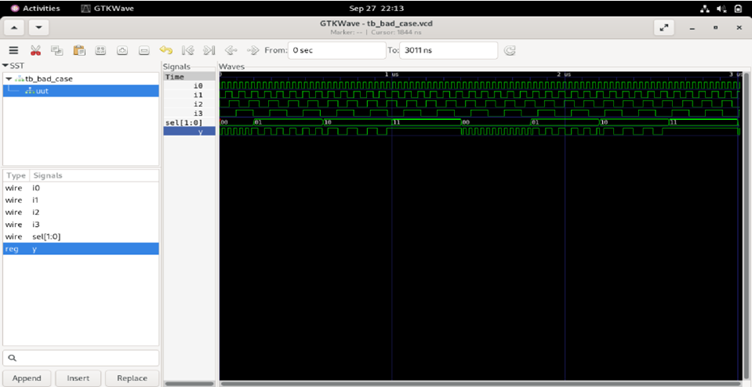 Activities GTKWave Sep 27 22:13
GTKWave - tb_bad_case.vcd
Marker: -- | Cursor: 1844 ns
From: 0 sec To: 3011 ns
SST
tb_bad_case
uut
Type Signals
wire i0
wire i1
wire i2
wire i3
wire sel[1:0]
reg y
Append Insert Replace
Signals
Time
i0
i1
i2
i3
sel[1:0]
y
Waves
0 1 us 2 us 3 us
00 01 10 11 00 01 10 11